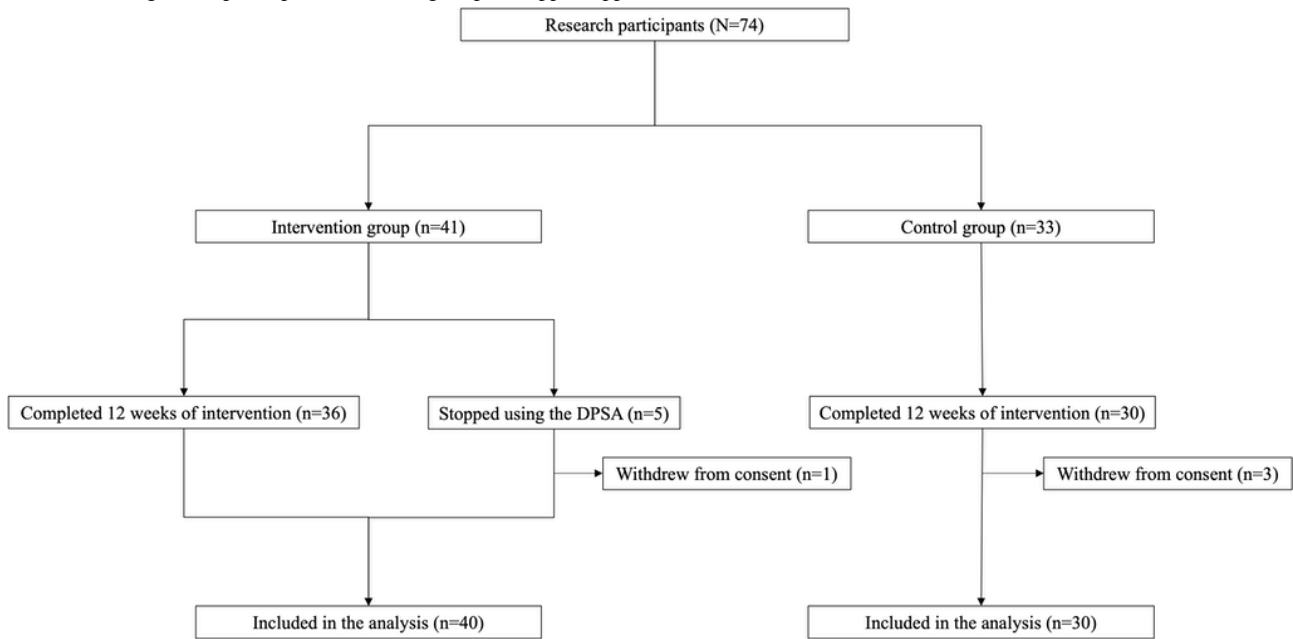 Research participants (N=74)
Intervention group (n=41)
Control group (n=33)
Completed 12 weeks of intervention (n=36)
Stopped using the DPSA (n=5)
Completed 12 weeks of intervention (n=30)
Withdrew from consent (n=1)
Withdrew from consent (n=3)
Included in the analysis (n=40)
Included in the analysis (n=30)